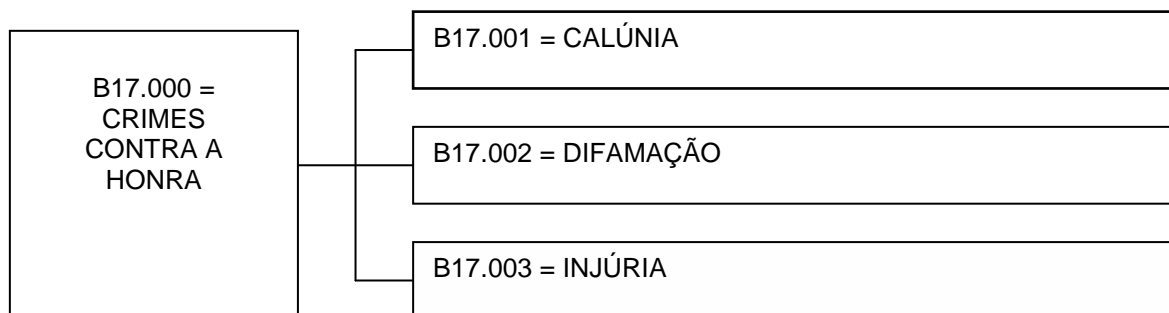 B17.000 =
CRIMES
CONTRA A
HONRA
B17.001 = CALÚNIA
B17.002 = DIFAMAÇÃO
B17.003 = INJÚRIA